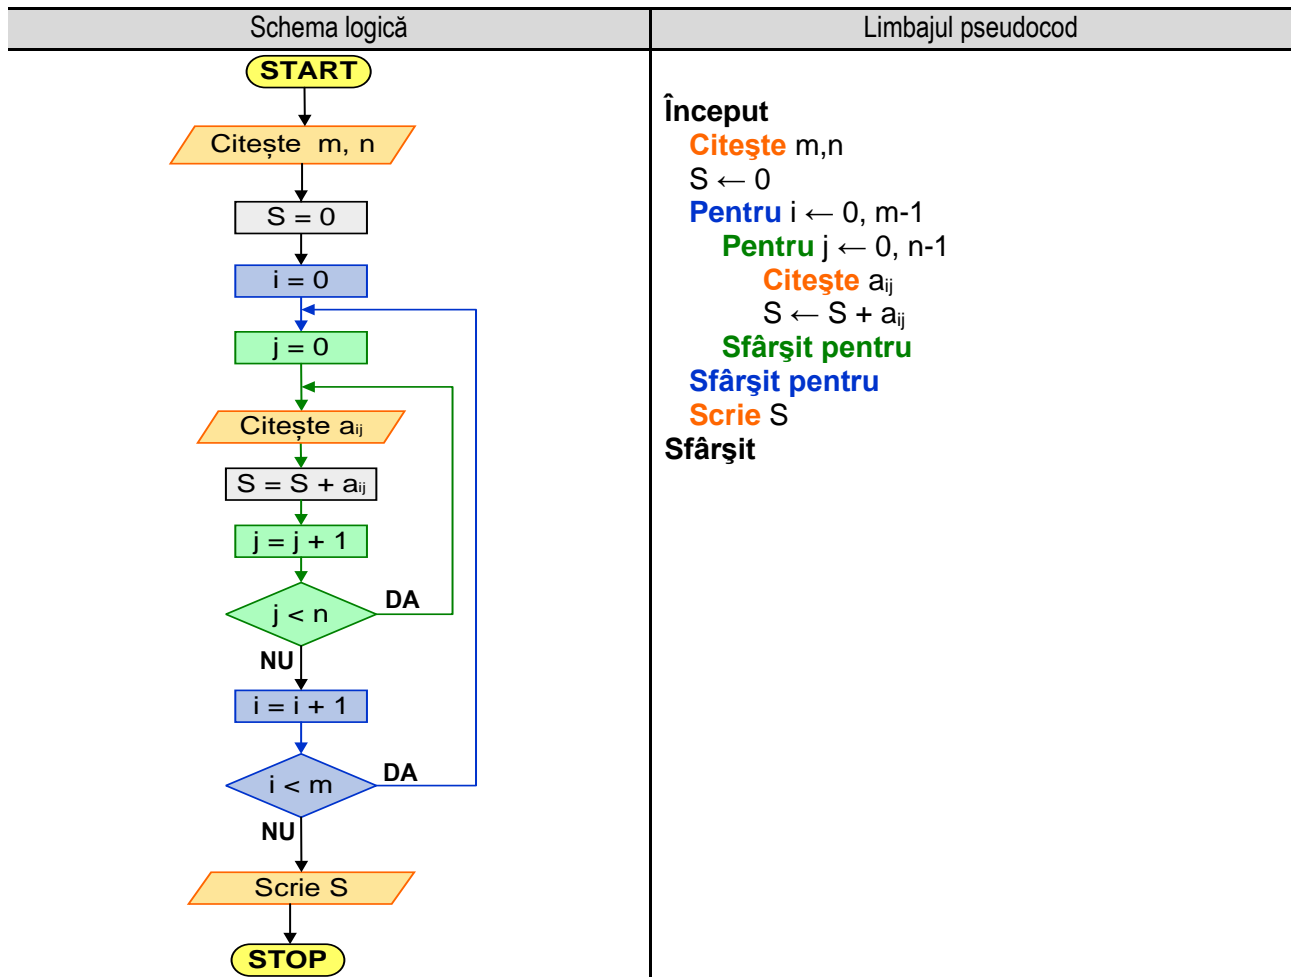 Schema logică
Limbajul pseudocod
START
Citește m, n
S = 0
i = 0
j = 0
Citește aij
S = S + aij
j = j + 1
j < n
DA
NU
i = i + 1
i < m
DA
NU
Scrie S
STOP
Început
Citeşte m,n
S ← 0
Pentru i ← 0, m-1
Pentru j ← 0, n-1
Citeşte aij
S ← S + aij
Sfârşit pentru
Sfârşit pentru
Scrie S
Sfârşit